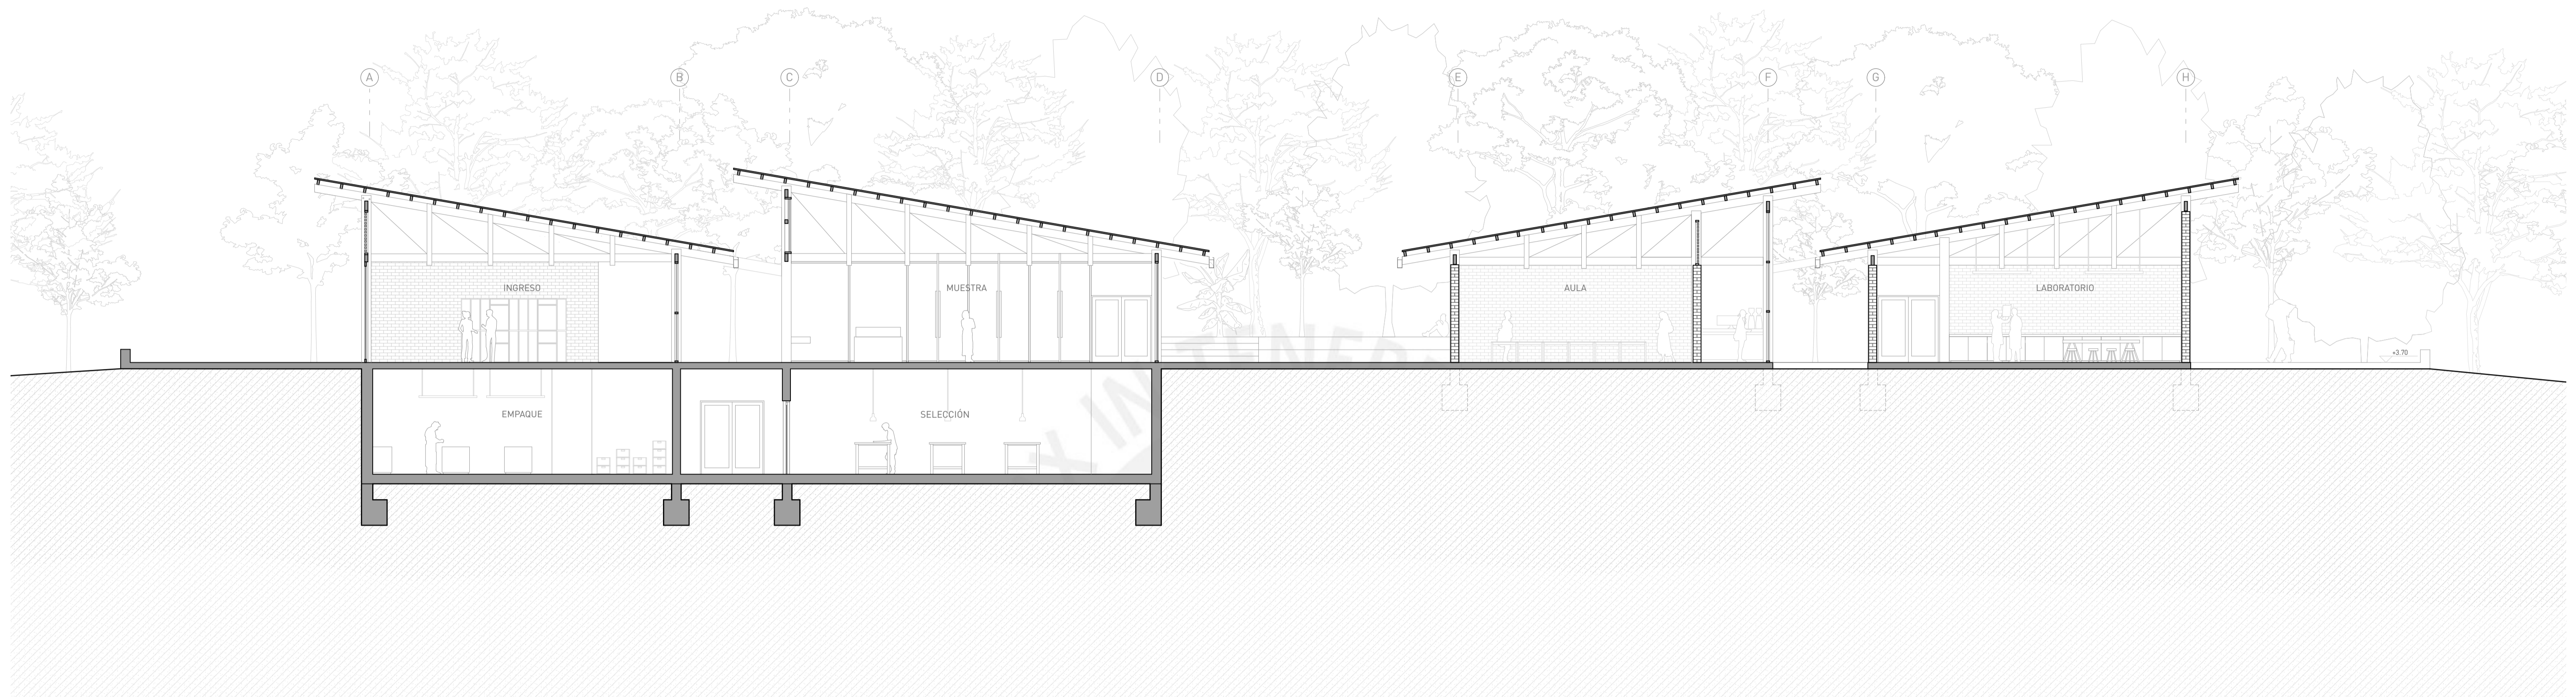 A B C D E F G H
INGRESO MUESTRA AULA LABORATORIO
+3.70
EMPAQUE SELECCIÓN